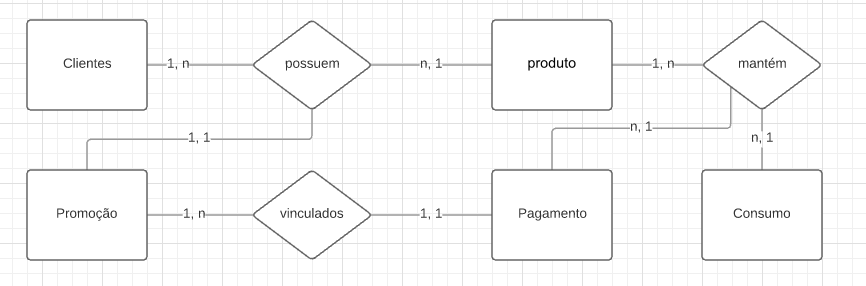 Clientes
1, n
possuem
n, 1
produto
1, n
mantém
1, 1
n, 1
n, 1
Promoção
1, n
vinculados
1, 1
Pagamento
Consumo